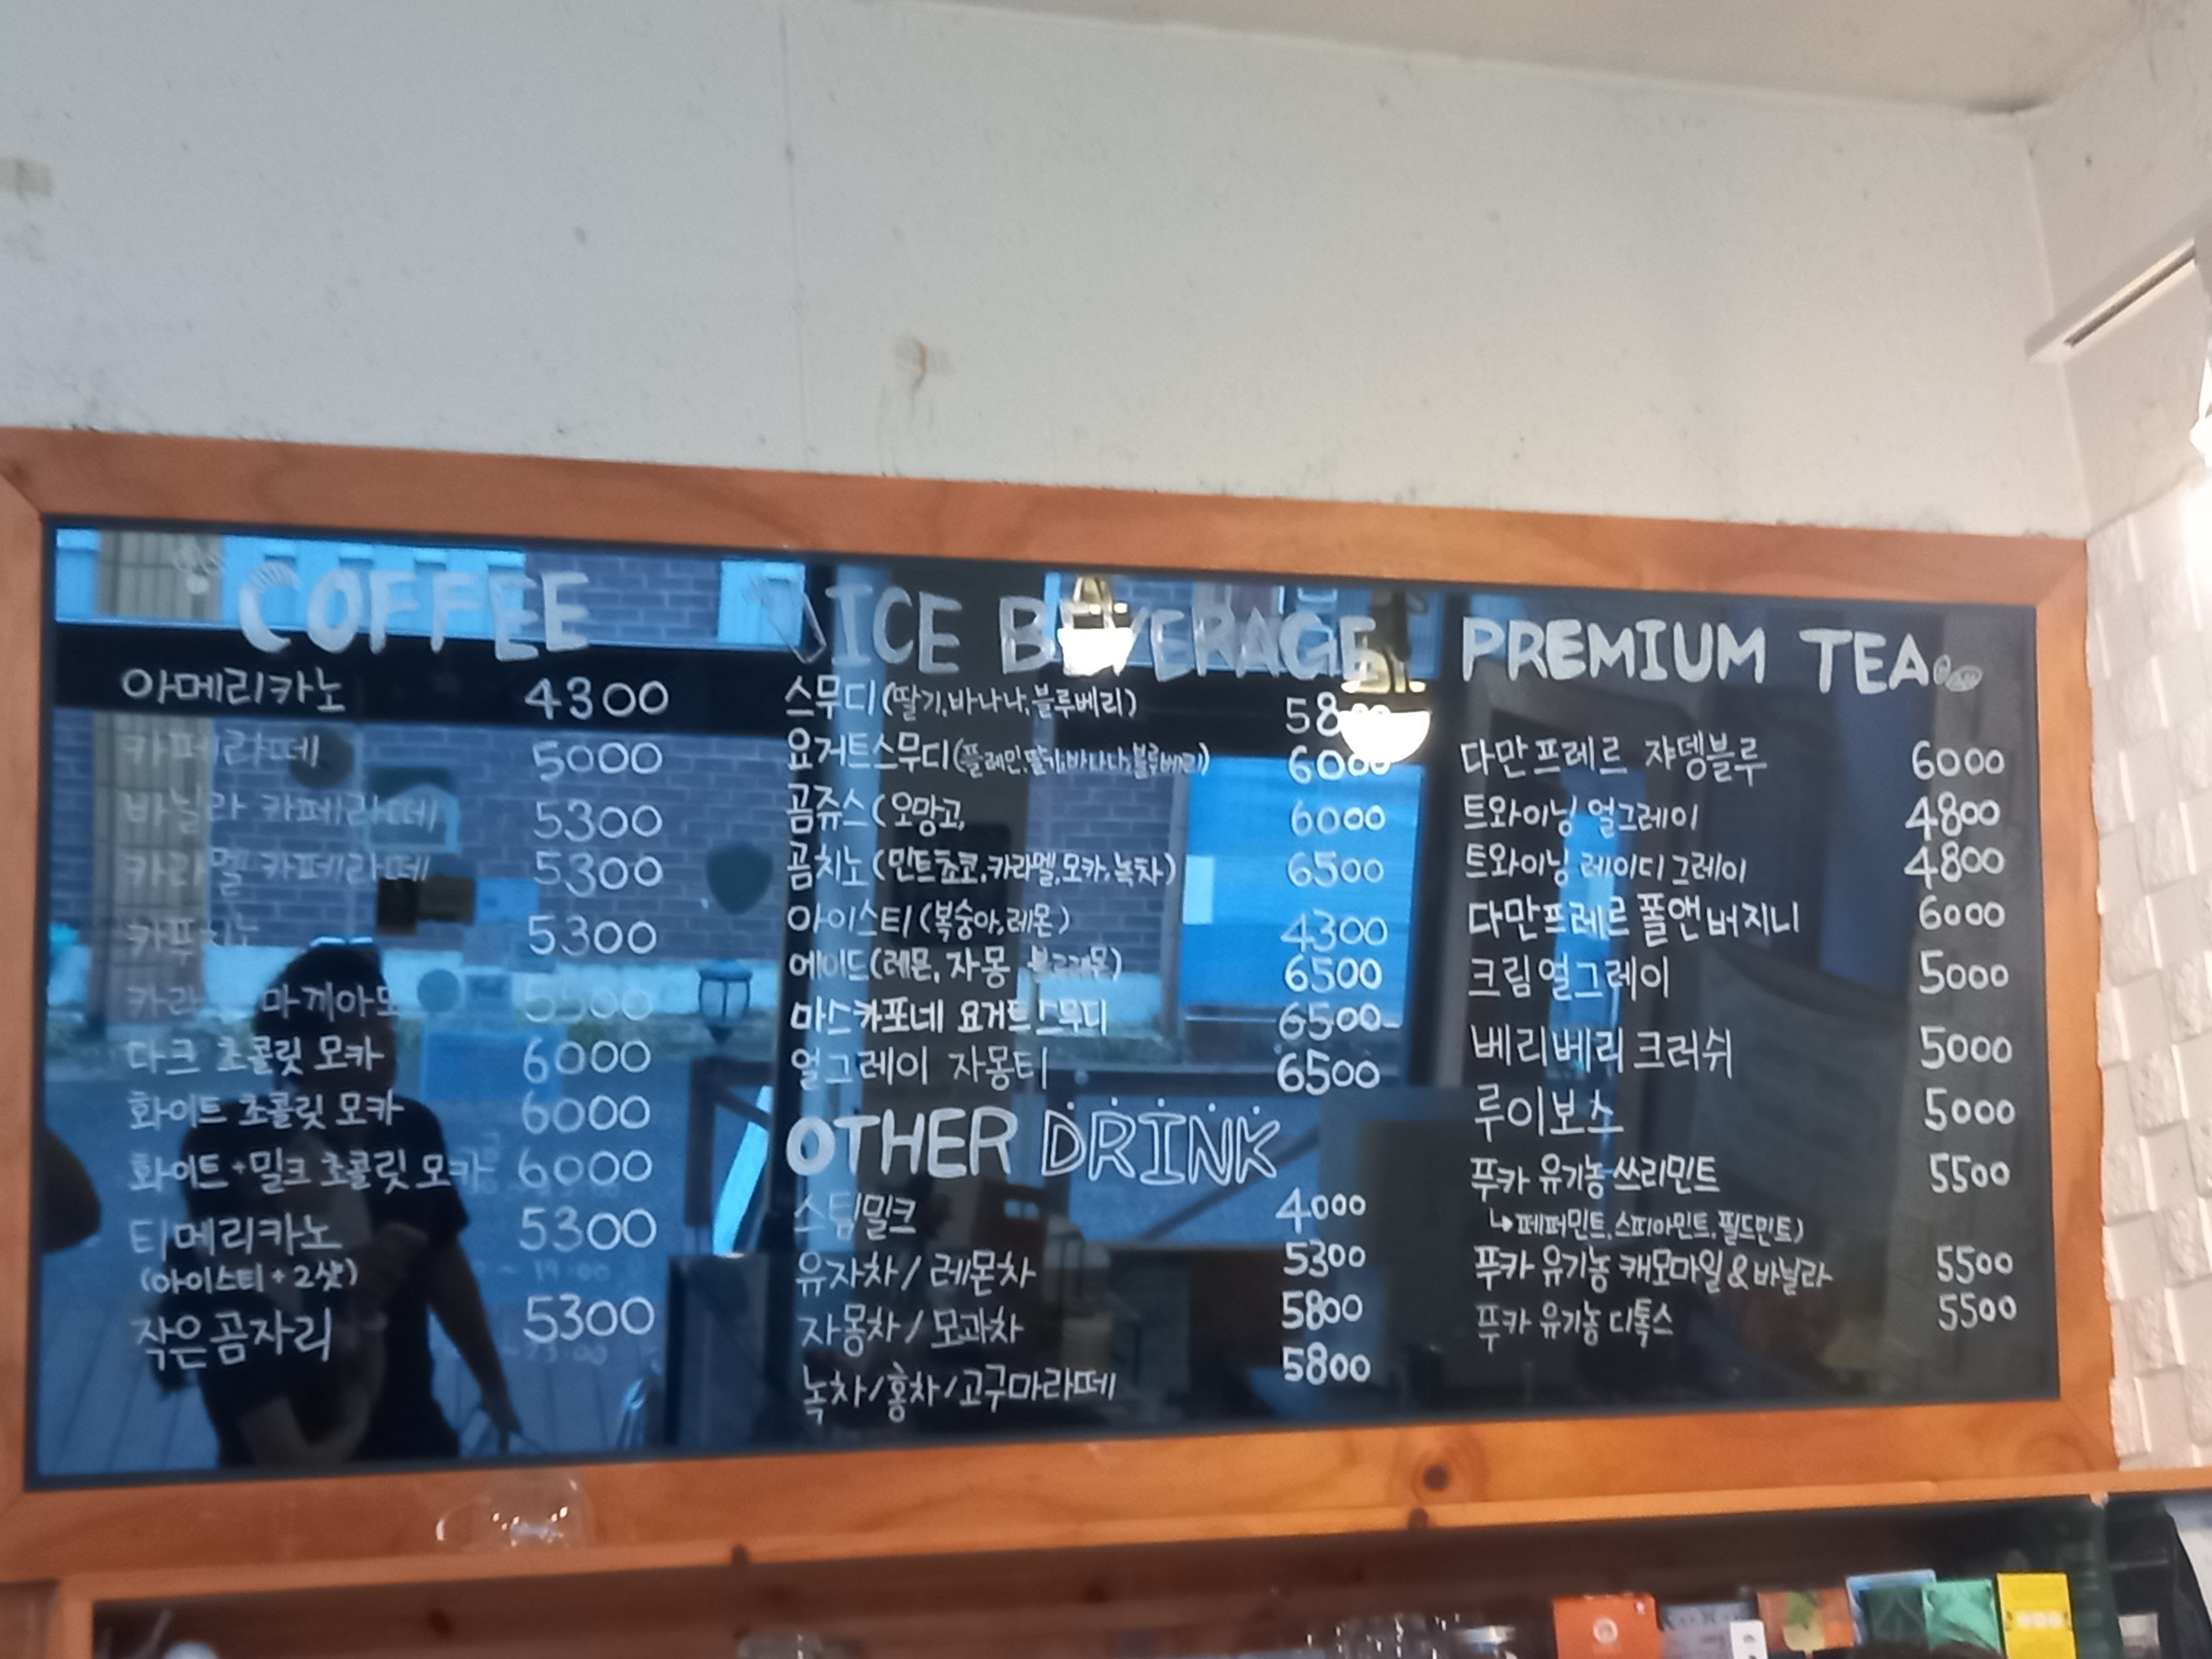 COFFEE
아메리카노 4300
카페라떼 5000
바닐라 카페라떼 5300
카라멜 카페라떼 5300
카푸치노 5300
마끼아또 5500
다크 초콜릿 모카 6000
화이트 초콜릿 모카 6000
화이트+밀크 초콜릿 모카 6000
티메리카노 5300
(아이스티+2샷)
작은곰자리 5300
ICE BEVERAGE
스무디(딸기,바나나,블루베리) 5800
요거트스무디(플레인,딸기,바나나,블루베리) 6000
곰쥬스(오망고, 6000
곰치노(민트쵸코,카라멜,모카,녹차) 6500
아이스티(복숭아,레몬) 4300
에이드(레몬,자몽 6500
마스카포네 요거트스무디 6500
얼그레이 자몽티 6500
OTHER DRINK
스팀밀크 4000
유자차/레몬차 5300
자몽차/모과차 5800
녹차/홍차/고구마라떼 5800
PREMIUM TEA
다만프레르 쟈뎅블루 6000
트와이닝 얼그레이 4800
트와이닝 레이디그레이 4800
다만프레르 폴앤버지니 6000
크림얼그레이 5000
베리베리크러쉬 5000
루이보스 5000
푸카 유기농 쓰리민트 5500
↳페퍼민트,스피아민트,필드민트)
푸카 유기농 캐모마일&바닐라 5500
푸카 유기농 디톡스 5500